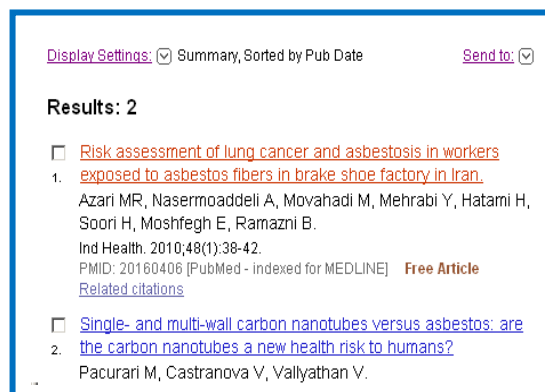 Display Settings: Summary, Sorted by Pub Date Send to:
Results: 2
Risk assessment of lung cancer and asbestosis in workers
1. exposed to asbestos fibers in brake shoe factory in Iran.
Azari MR, Nasermoaddeli A, Movahadi M, Mehrabi Y, Hatami H,
Soori H, Moshfegh E, Ramazni B.
Ind Health. 2010;48(1):38-42.
PMID: 20160406 [PubMed - indexed for MEDLINE] Free Article
Related citations
Single- and multi-wall carbon nanotubes versus asbestos: are
2. the carbon nanotubes a new health risk to humans?
Pacurari M, Castranova V, Vallyathan V.